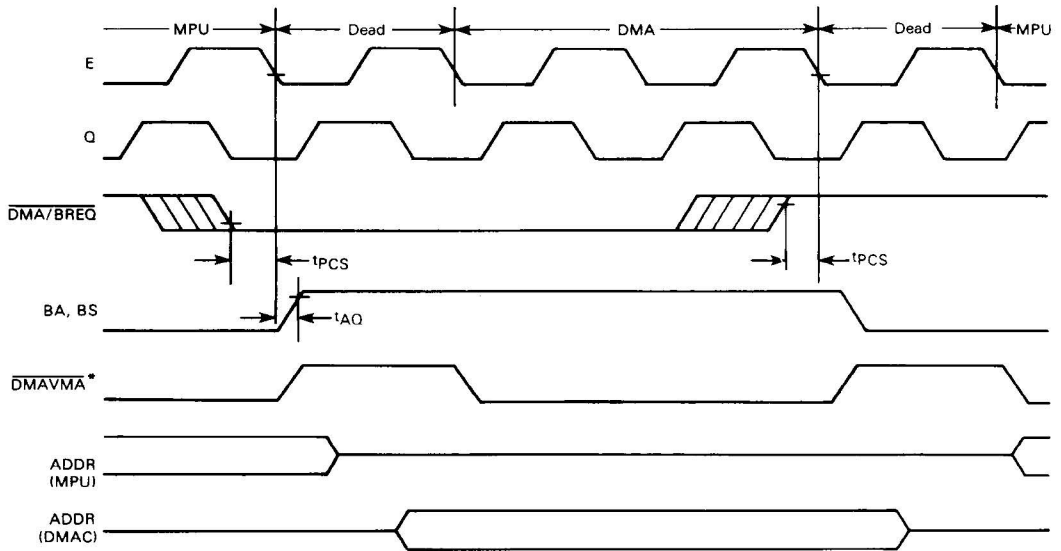 MPU Dead DMA Dead MPU
E
Q
DMA/BREQ
tPCS tPCS
BA, BS
tAQ
DMAVMA*
ADDR
(MPU)
ADDR
(DMAC)